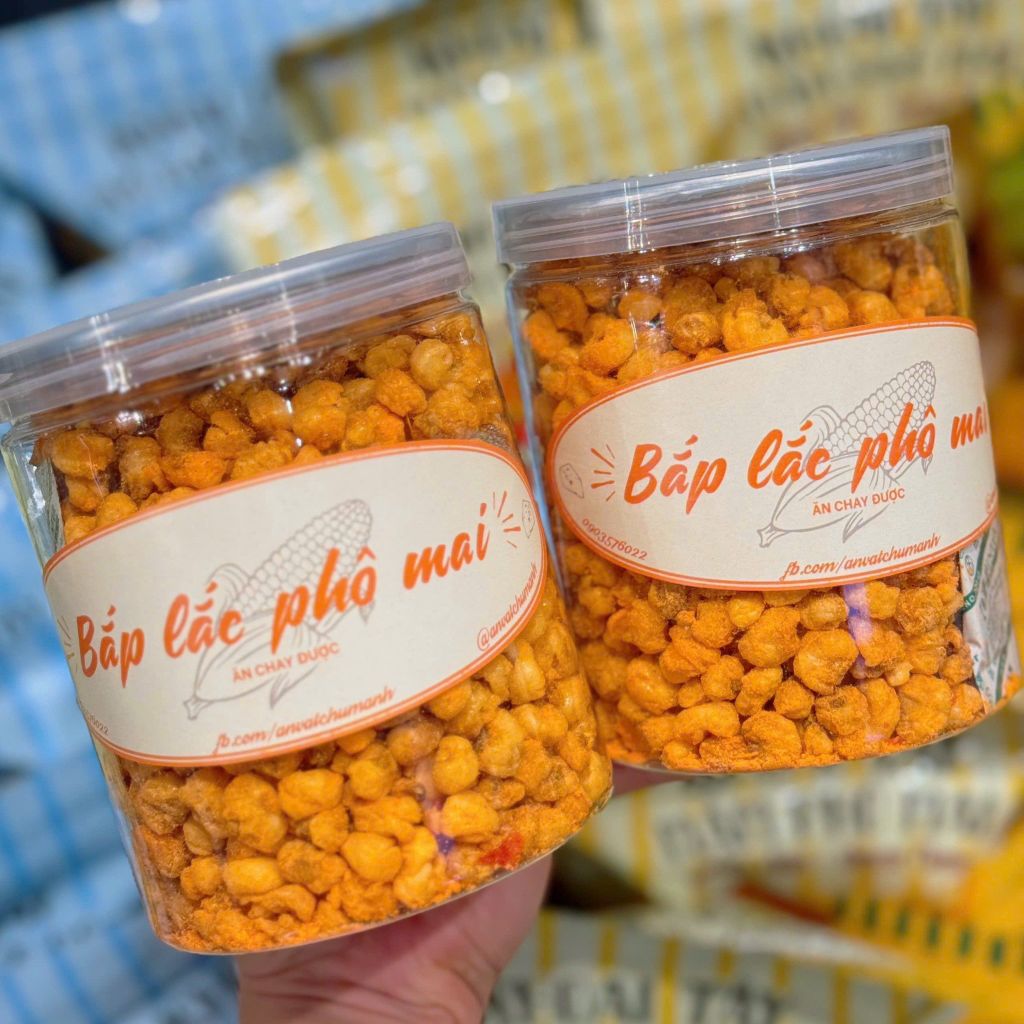 Bắp lắc phô mai
ĂN CHAY ĐƯỢC
@anvatchumanh
fb.com/anvatchumanh
Bắp lắc phô mai
ĂN CHAY ĐƯỢC
0903576022
fb.com/anvatchumanh